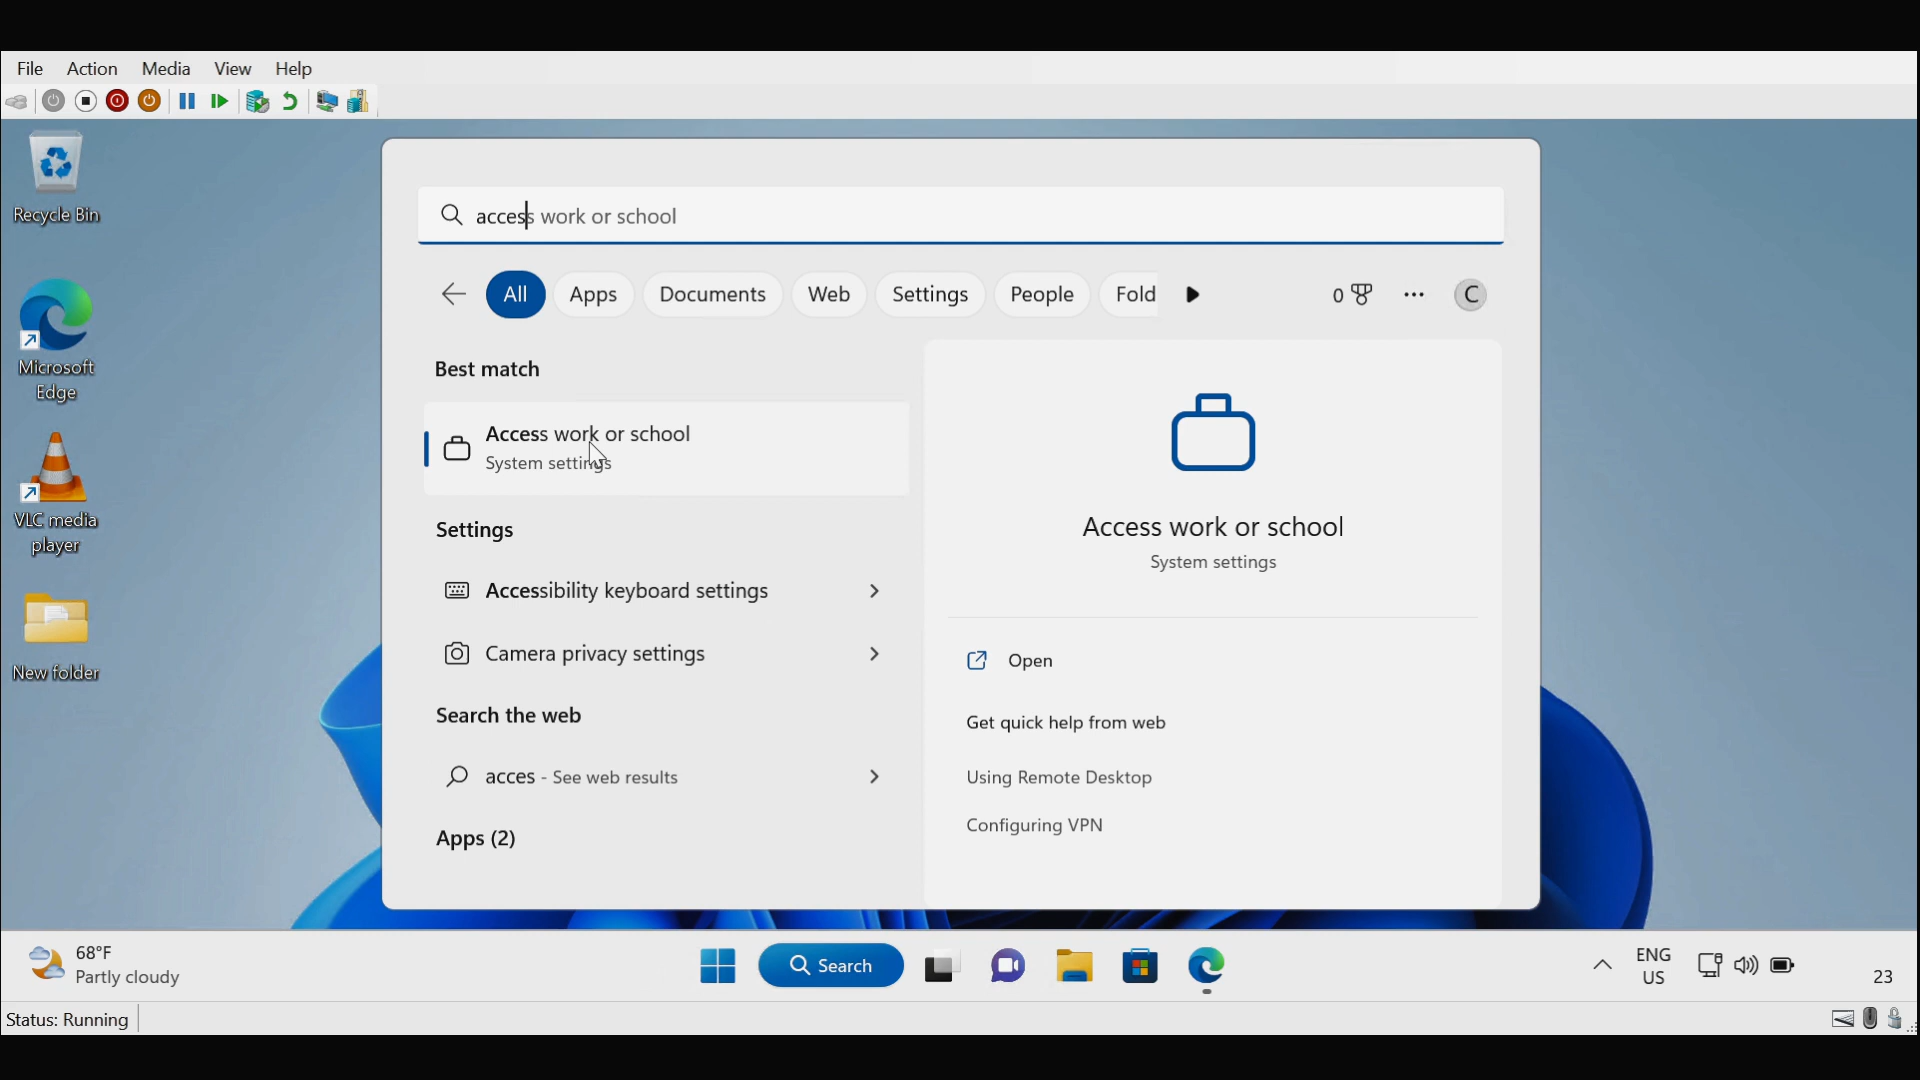 File Action Media View Help
Recycle Bin
Microsoft
Edge
VLC media
player
New folder
access work or school
All Apps Documents Web Settings People Fold 0 C
Best match
Access work or school
System settings
Settings
Accessibility keyboard settings
Camera privacy settings
Search the web
acces - See web results
Apps (2)
Access work or school
System settings
Open
Get quick help from web
Using Remote Desktop
Configuring VPN
68°F
Partly cloudy
Search
ENG
US
23
Status: Running